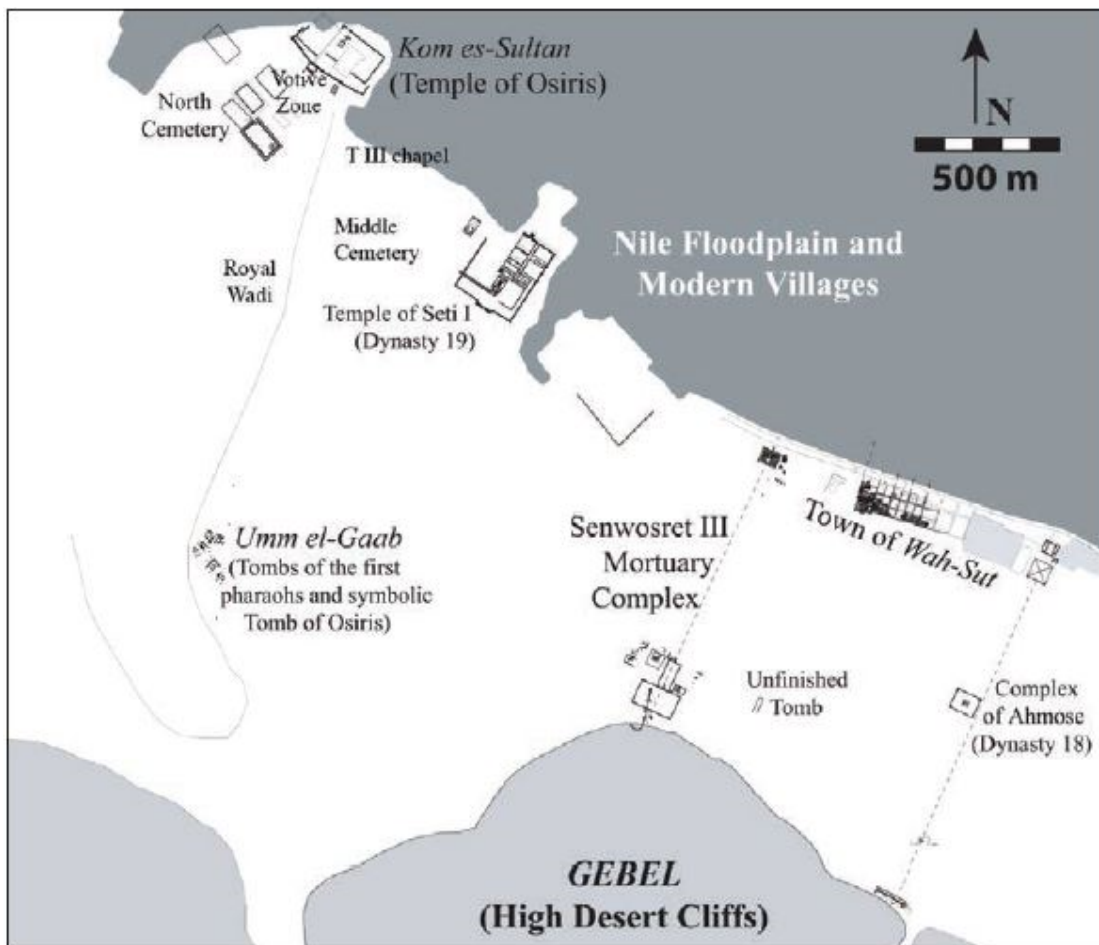 Kom es-Sultan
(Temple of Osiris)
Votive
Zone
North
Cemetery
N
500 m
T III chapel
Middle
Cemetery
Nile Floodplain and
Modern Villages
Royal
Wadi
Temple of Seti I
(Dynasty 19)
Senwosret III
Mortuary
Complex
Town of Wah-Sut
Umm el-Gaab
(Tombs of the first
pharaohs and symbolic
Tomb of Osiris)
Unfinished
Tomb
Complex
of Ahmose
(Dynasty 18)
GEBEL
(High Desert Cliffs)